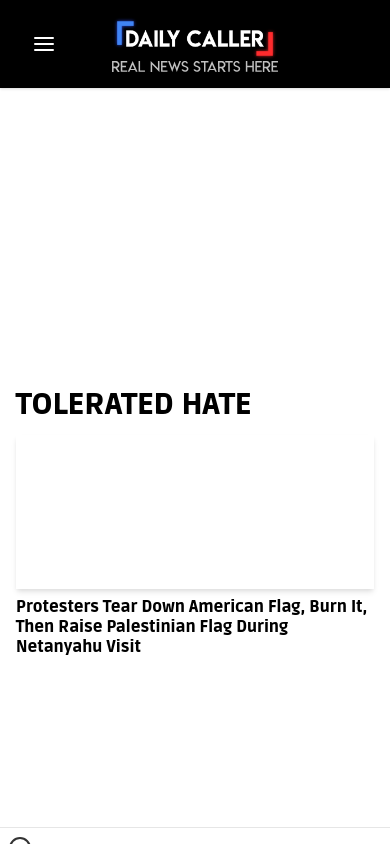 DAILY CALLER
REAL NEWS STARTS HERE
TOLERATED HATE
Protesters Tear Down American Flag, Burn It,
Then Raise Palestinian Flag During
Netanyahu Visit